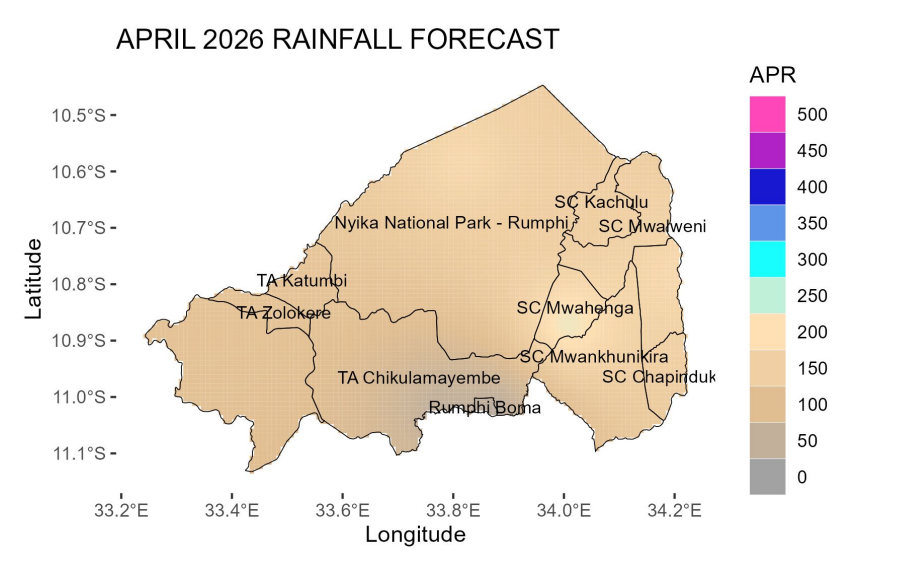 APRIL 2026 RAINFALL FORECAST
APR
500
450
400
350
300
250
200
150
100
50
0
Latitude
10.5°S
10.6°S
10.7°S
10.8°S
10.9°S
11.0°S
11.1°S
SC Kachulu
Nyika National Park - Rumphi
SC Mwalweni
TA Katumbi
SC Mwahenga
TA Zolokere
SC Mwankhunikira
TA Chikulamayembe
SC Chapinduk
Rumphi Boma
33.2°E
33.4°E
33.6°E
33.8°E
34.0°E
34.2°E
Longitude